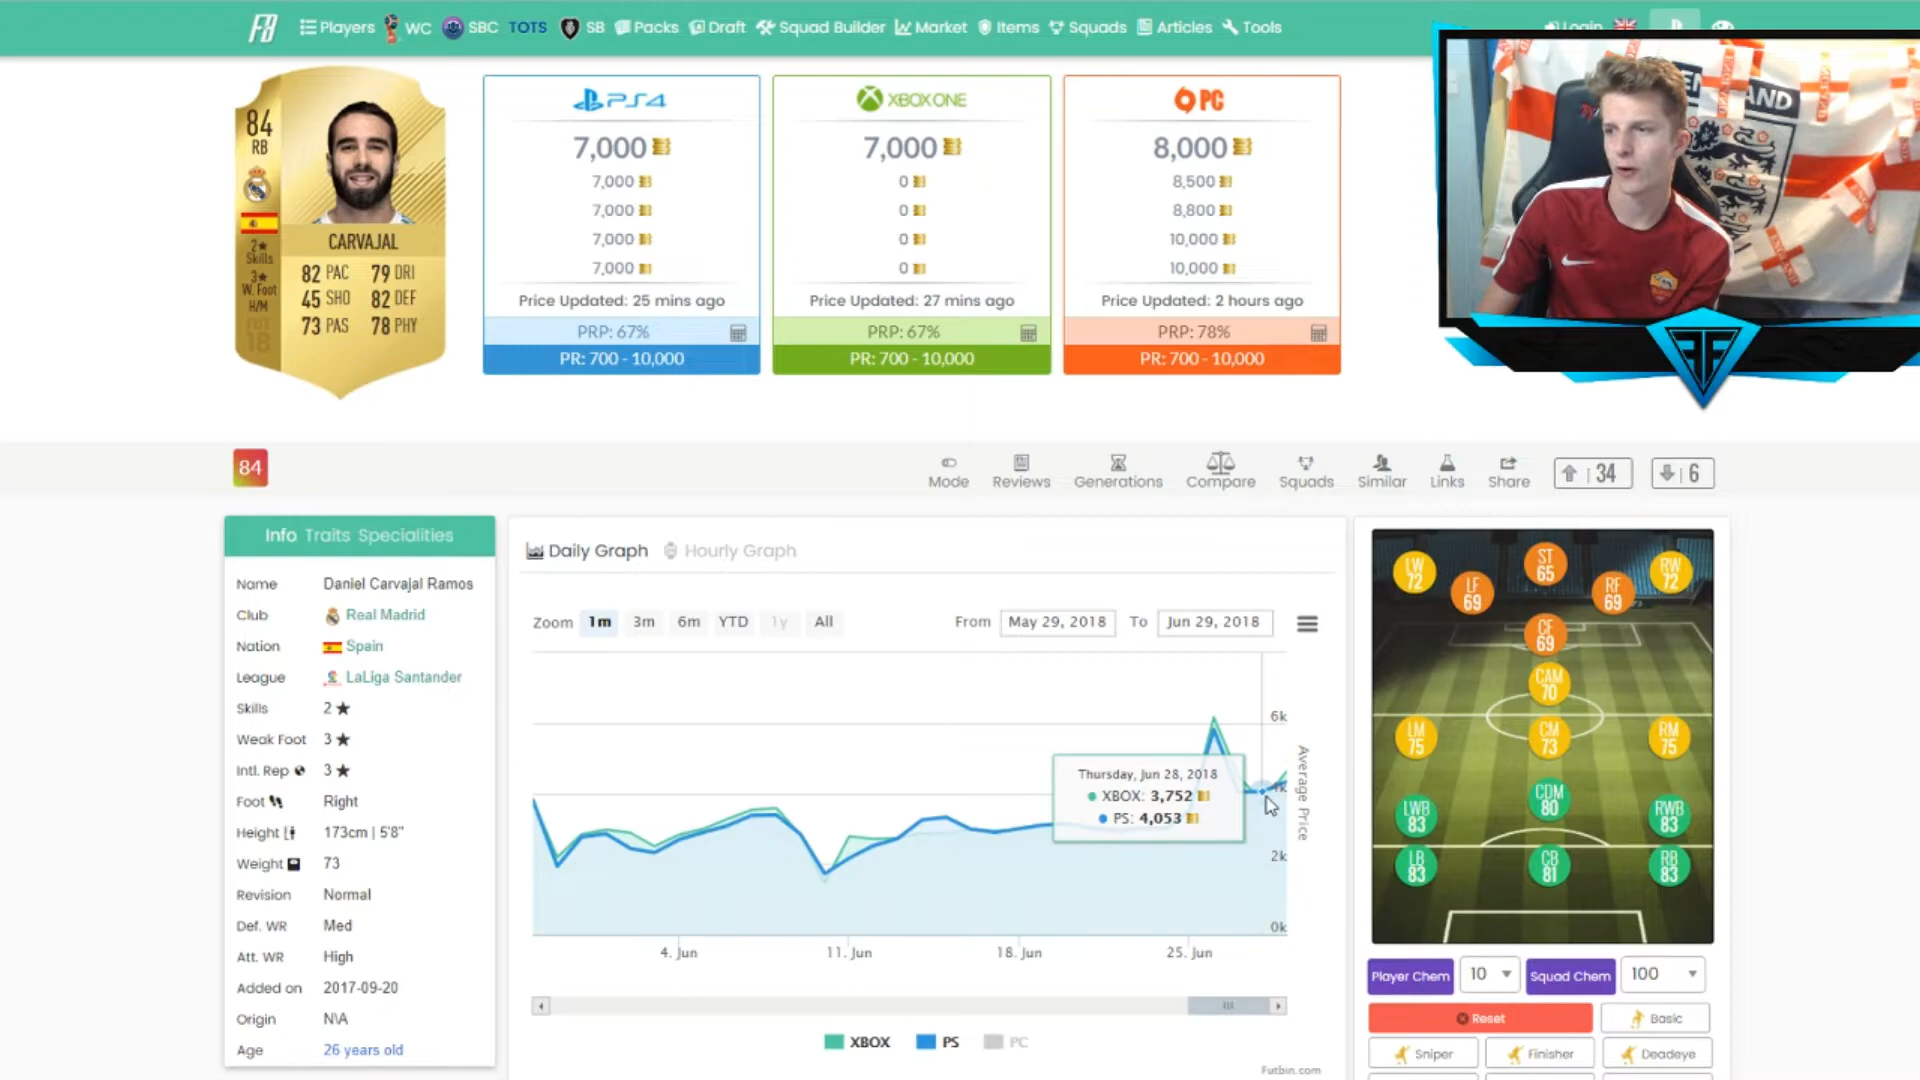 Players WC SBC TOTS SB Packs Draft Squad Builder Market Items Squads Articles Tools Login
84
RB
2★
Skills
3★
W. Foot
H/M
CARVAJAL
82 PAC 79 DRI
45 SHO 82 DEF
73 PAS 78 PHY
PS4
7,000
7,000
7,000
7,000
7,000
Price Updated: 25 mins ago
PRP: 67%
PR: 700 - 10,000
XBOX ONE
7,000
0
0
0
0
Price Updated: 27 mins ago
PRP: 67%
PR: 700 - 10,000
PC
8,000
8,500
8,800
10,000
10,000
Price Updated: 2 hours ago
PRP: 78%
PR: 700 - 10,000
84
Mode Reviews Generations Compare Squads Similar Links Share 34 6
Info Traits Specialities
Name Daniel Carvajal Ramos
Club Real Madrid
Nation Spain
League LaLiga Santander
Skills 2 ★
Weak Foot 3 ★
Intl. Rep 3 ★
Foot Right
Height 173cm | 5'8"
Weight 73
Revision Normal
Def. WR Med
Att. WR High
Added on 2017-09-20
Origin N\A
Age 26 years old
Daily Graph Hourly Graph
Zoom 1m 3m 6m YTD 1y All From May 29, 2018 To Jun 29, 2018
6k
4k
2k
0k
Average Price
Thursday, Jun 28, 2018
XBOX: 3,752
PS: 4,053
4. Jun 11. Jun 18. Jun 25. Jun
XBOX PS PC
Futbin.com
LW 72
ST 65
RW 72
LF 69
RF 69
CF 69
CAM 70
LM 75
CM 73
RM 75
CDM 80
LWB 83
RWB 83
LB 83
CB 81
RB 83
Player Chem 10 Squad Chem 100
Reset Basic
Sniper Finisher Deadeye